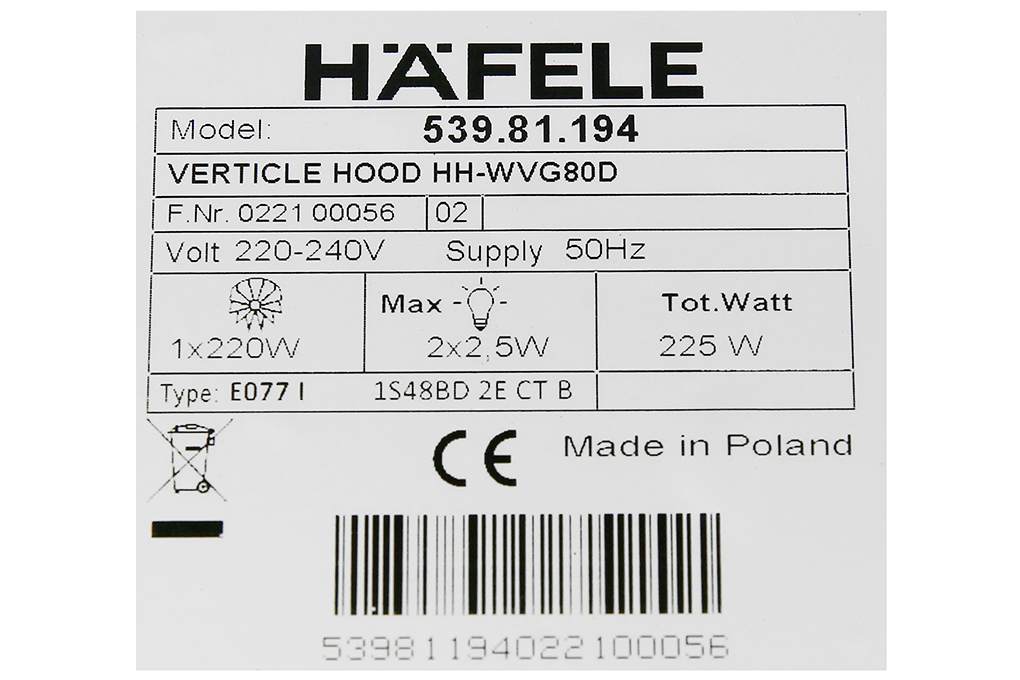 HÄFELE
Model: 539.81.194
VERTICLE HOOD HH-WVG80D
F.Nr. 0221 00056 02
Volt 220-240V Supply 50Hz
Max Tot.Watt
1x220W 2x2,5W 225 W
Type: E077 I 1S48BD 2E CT B
CE Made in Poland
53981194022100056